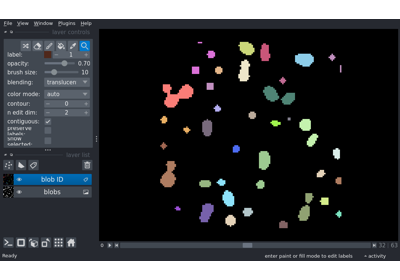 File View Window Plugins Help
layer controls
label: 1
opacity: 0.70
brush size: 10
blending: translucen
color mode: auto
contour: 0
n edit dim: 2
contiguous:
preserve labels:
show selected:
layer list
blob ID
blobs
0 32 63
enter paint or fill mode to edit labels activity